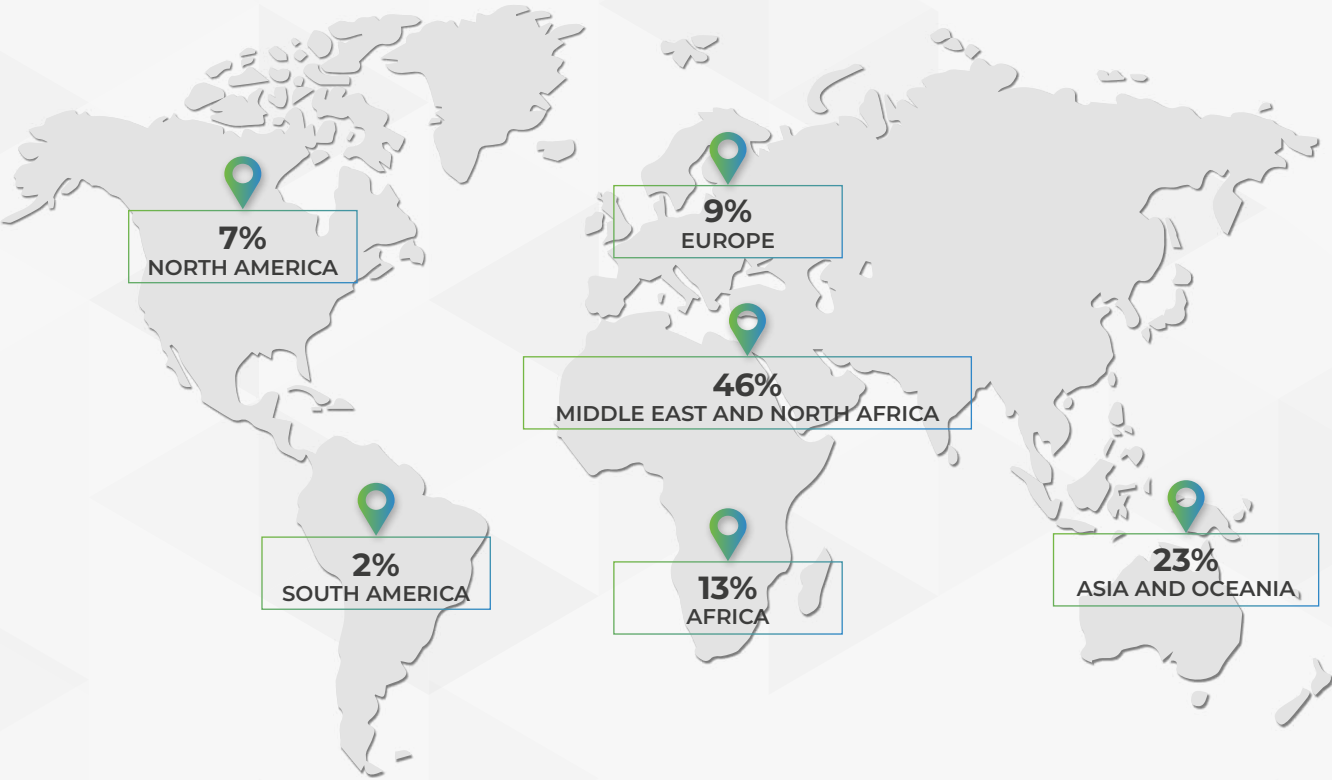 9%
EUROPE
7%
NORTH AMERICA
46%
MIDDLE EAST AND NORTH AFRICA
2%
SOUTH AMERICA
13%
AFRICA
23%
ASIA AND OCEANIA